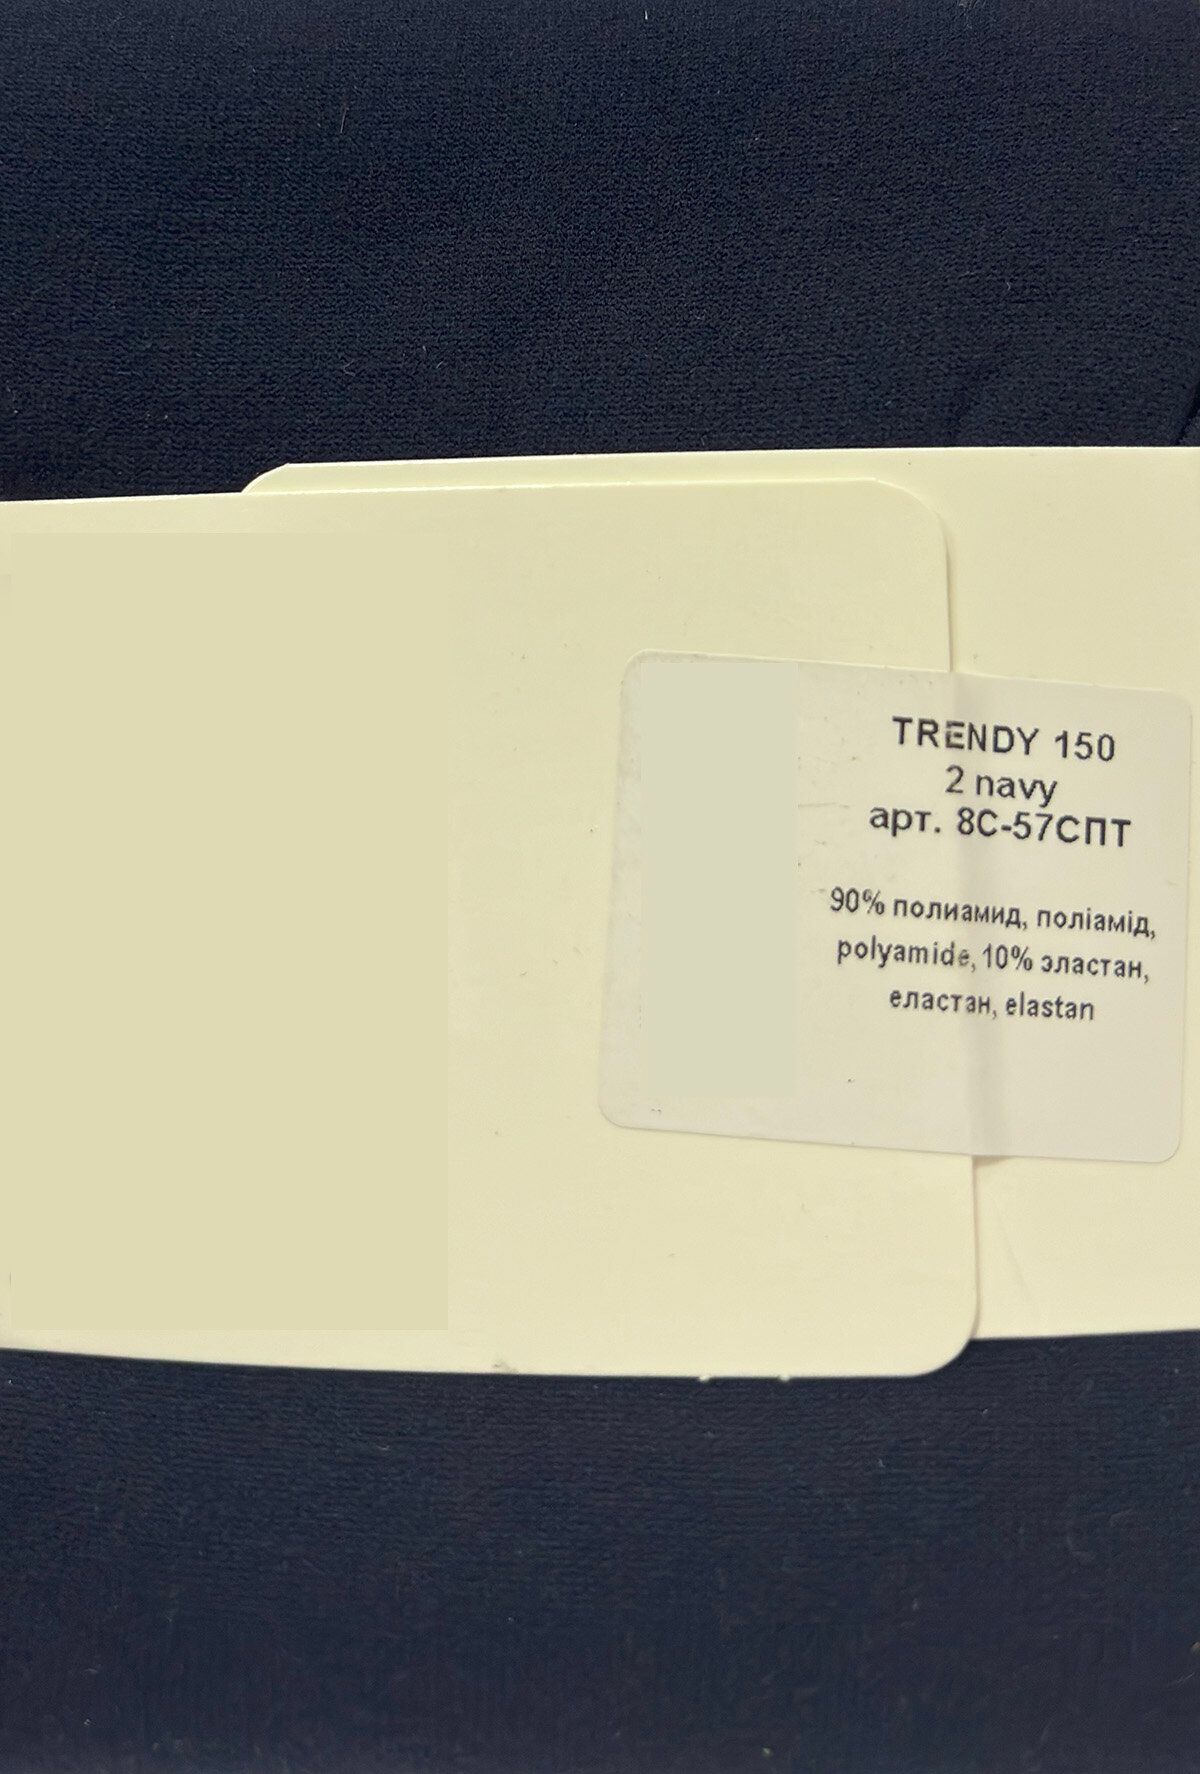 TRENDY 150
2 navy
арт. 8С-57СПТ
90% полиамид, поліамід,
polyamide, 10% эластан,
еластан, elastan